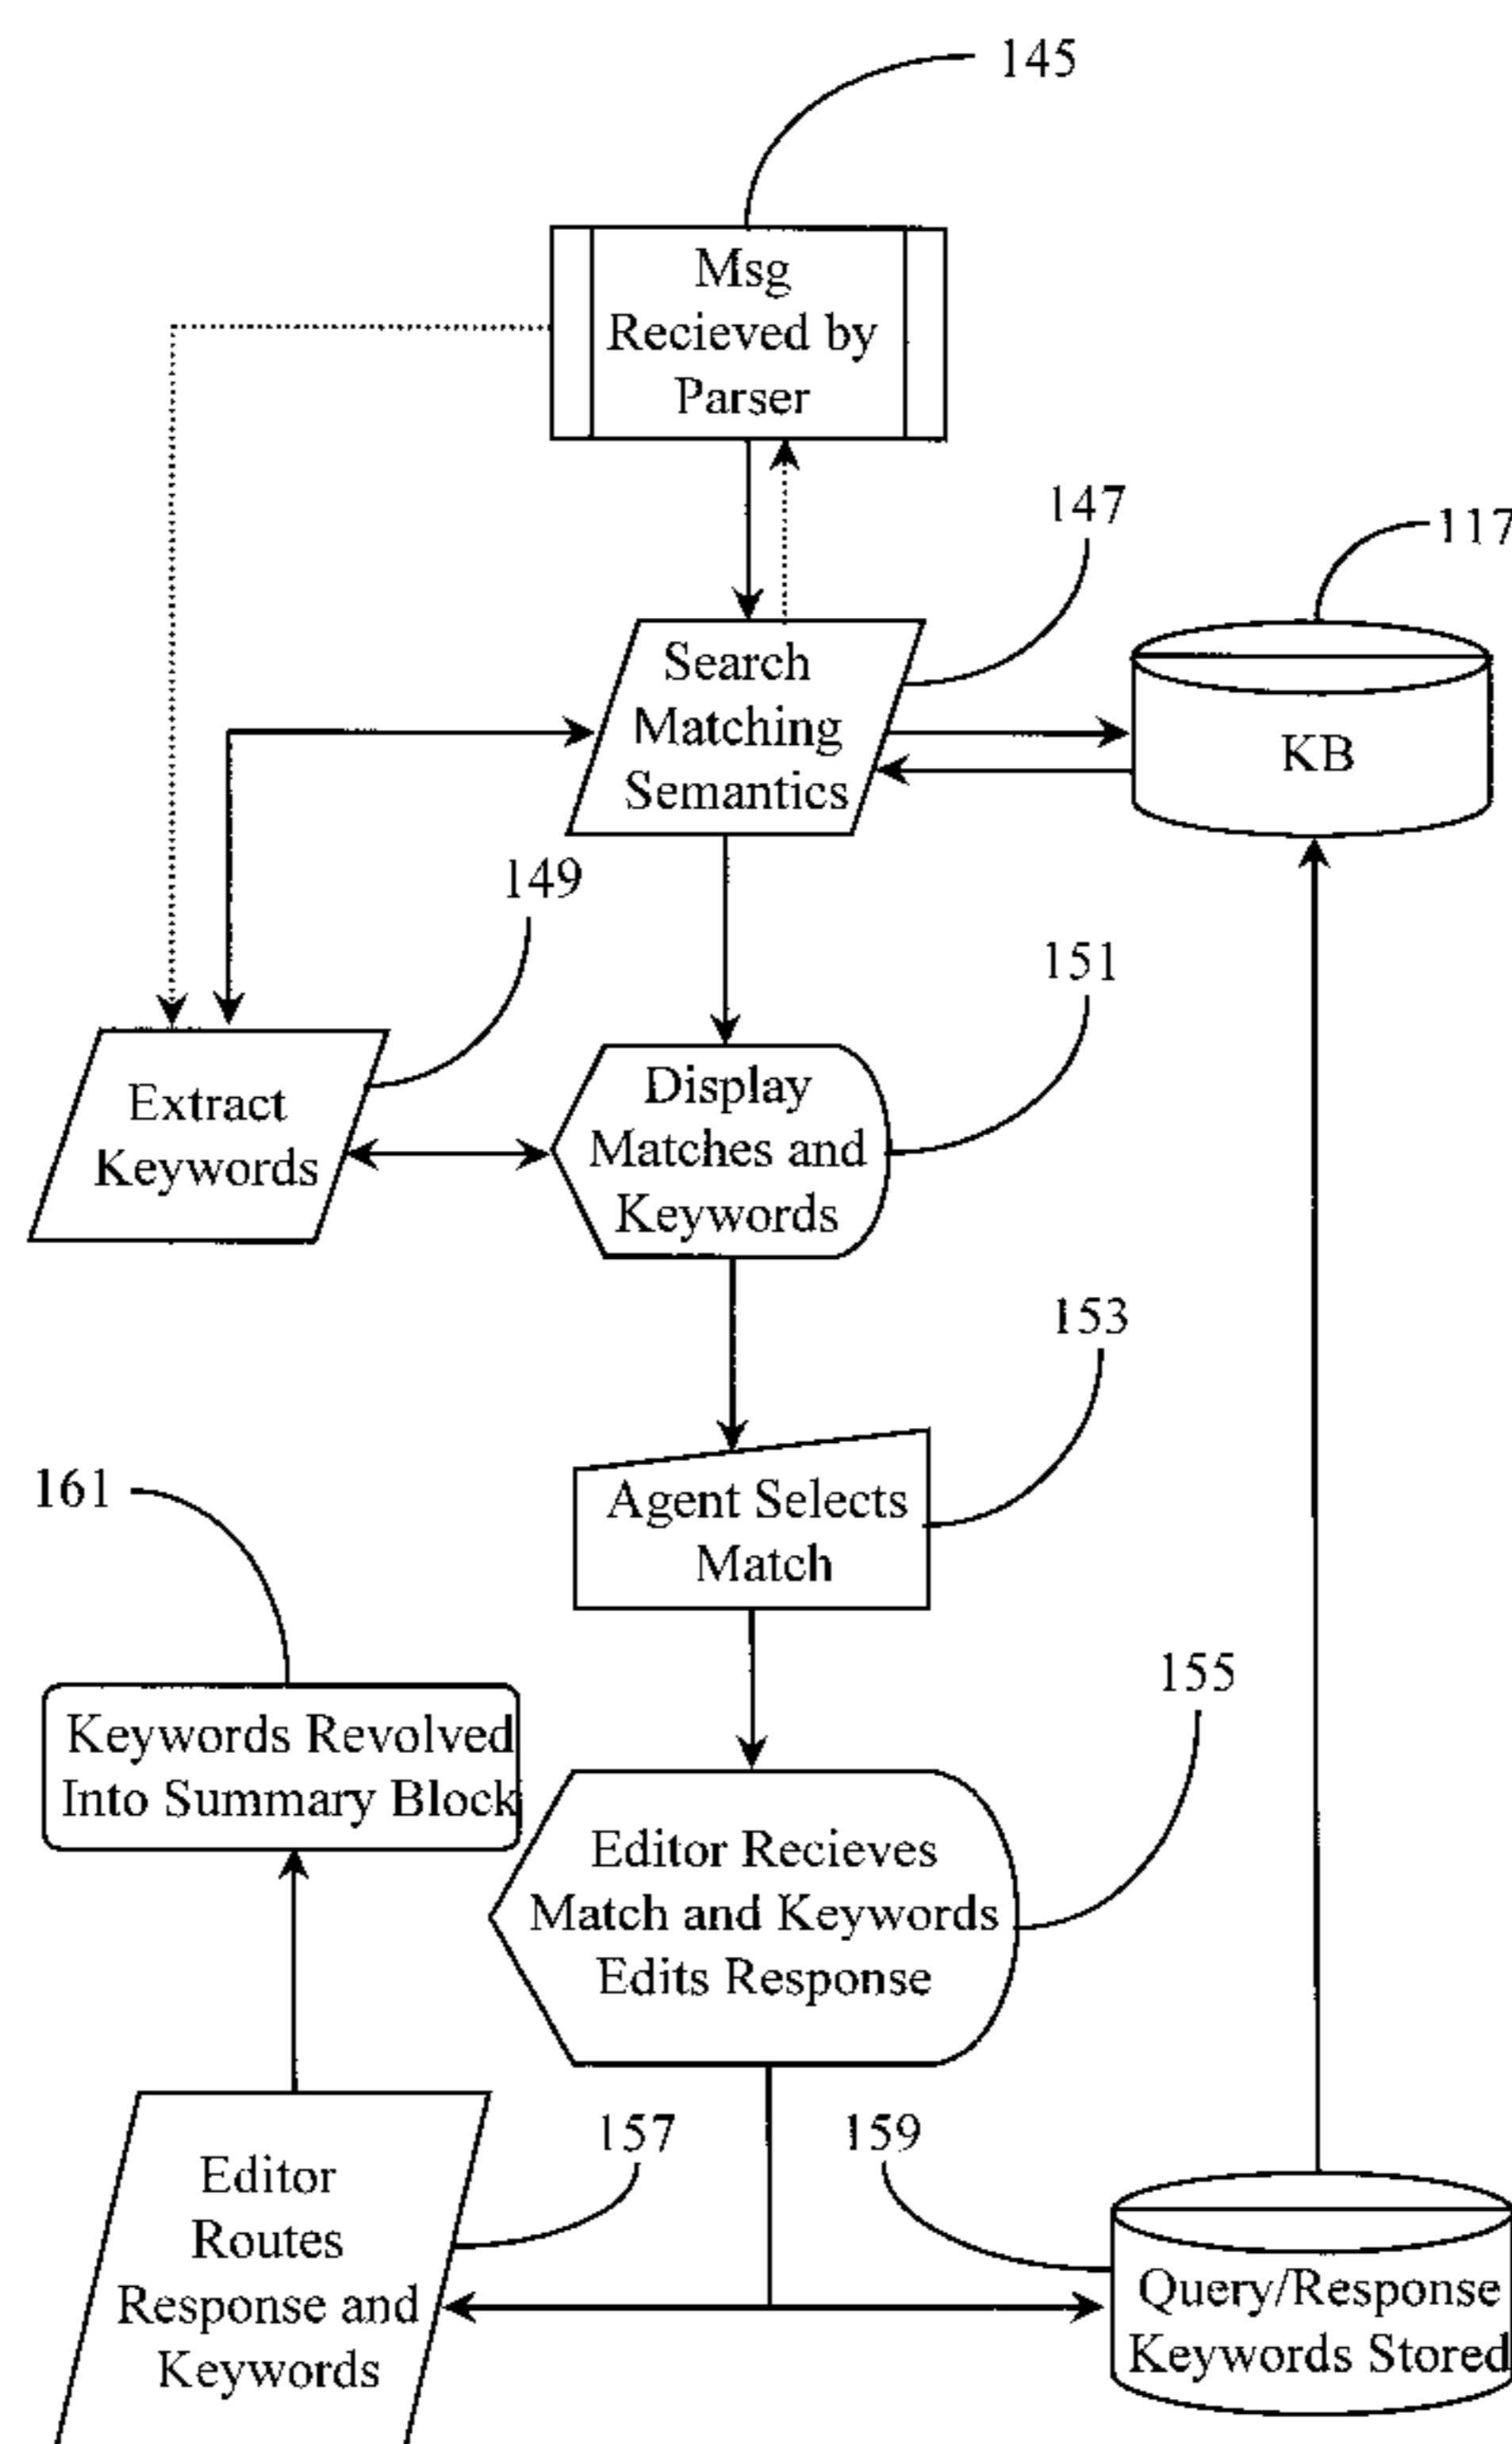 145
Msg
Recieved by
Parser
147
117
Search
Matching
Semantics
KB
149
151
Extract
Keywords
Display
Matches and
Keywords
153
161
Agent Selects
Match
155
Keywords Revolved
Into Summary Block
Editor Recieves
Match and Keywords
Edits Response
157
159
Editor
Routes
Response and
Keywords
Query/Response
Keywords Stored